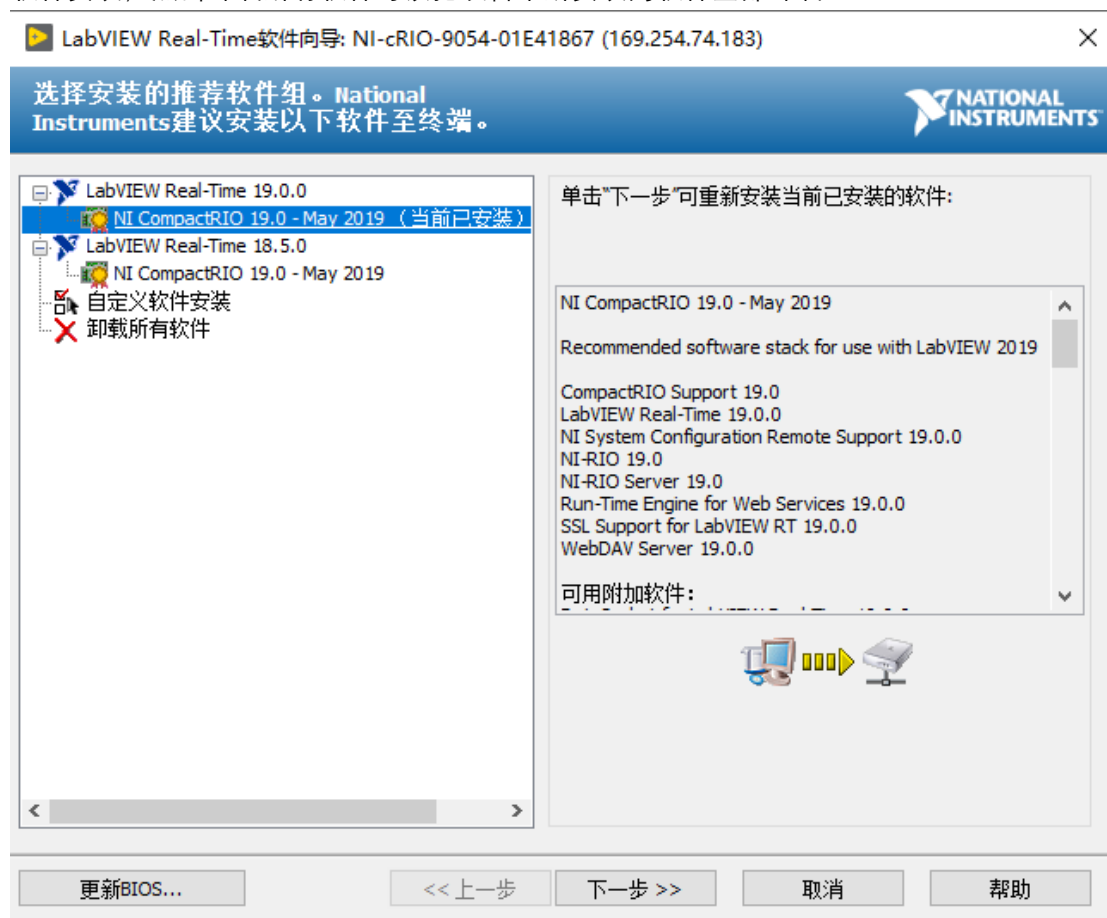 LabVIEW Real-Time软件向导: NI-cRIO-9054-01E41867 (169.254.74.183)
选择安装的推荐软件组。National
Instruments建议安装以下软件至终端。
NATIONAL
INSTRUMENTS
LabVIEW Real-Time 19.0.0
NI CompactRIO 19.0 - May 2019 （当前已安装）
LabVIEW Real-Time 18.5.0
NI CompactRIO 19.0 - May 2019
自定义软件安装
卸载所有软件
单击“下一步”可重新安装当前已安装的软件:
NI CompactRIO 19.0 - May 2019
Recommended software stack for use with LabVIEW 2019
CompactRIO Support 19.0
LabVIEW Real-Time 19.0.0
NI System Configuration Remote Support 19.0.0
NI-RIO 19.0
NI-RIO Server 19.0
Run-Time Engine for Web Services 19.0.0
SSL Support for LabVIEW RT 19.0.0
WebDAV Server 19.0.0
可用附加软件：
更新BIOS...
<<上一步
下一步 >>
取消
帮助